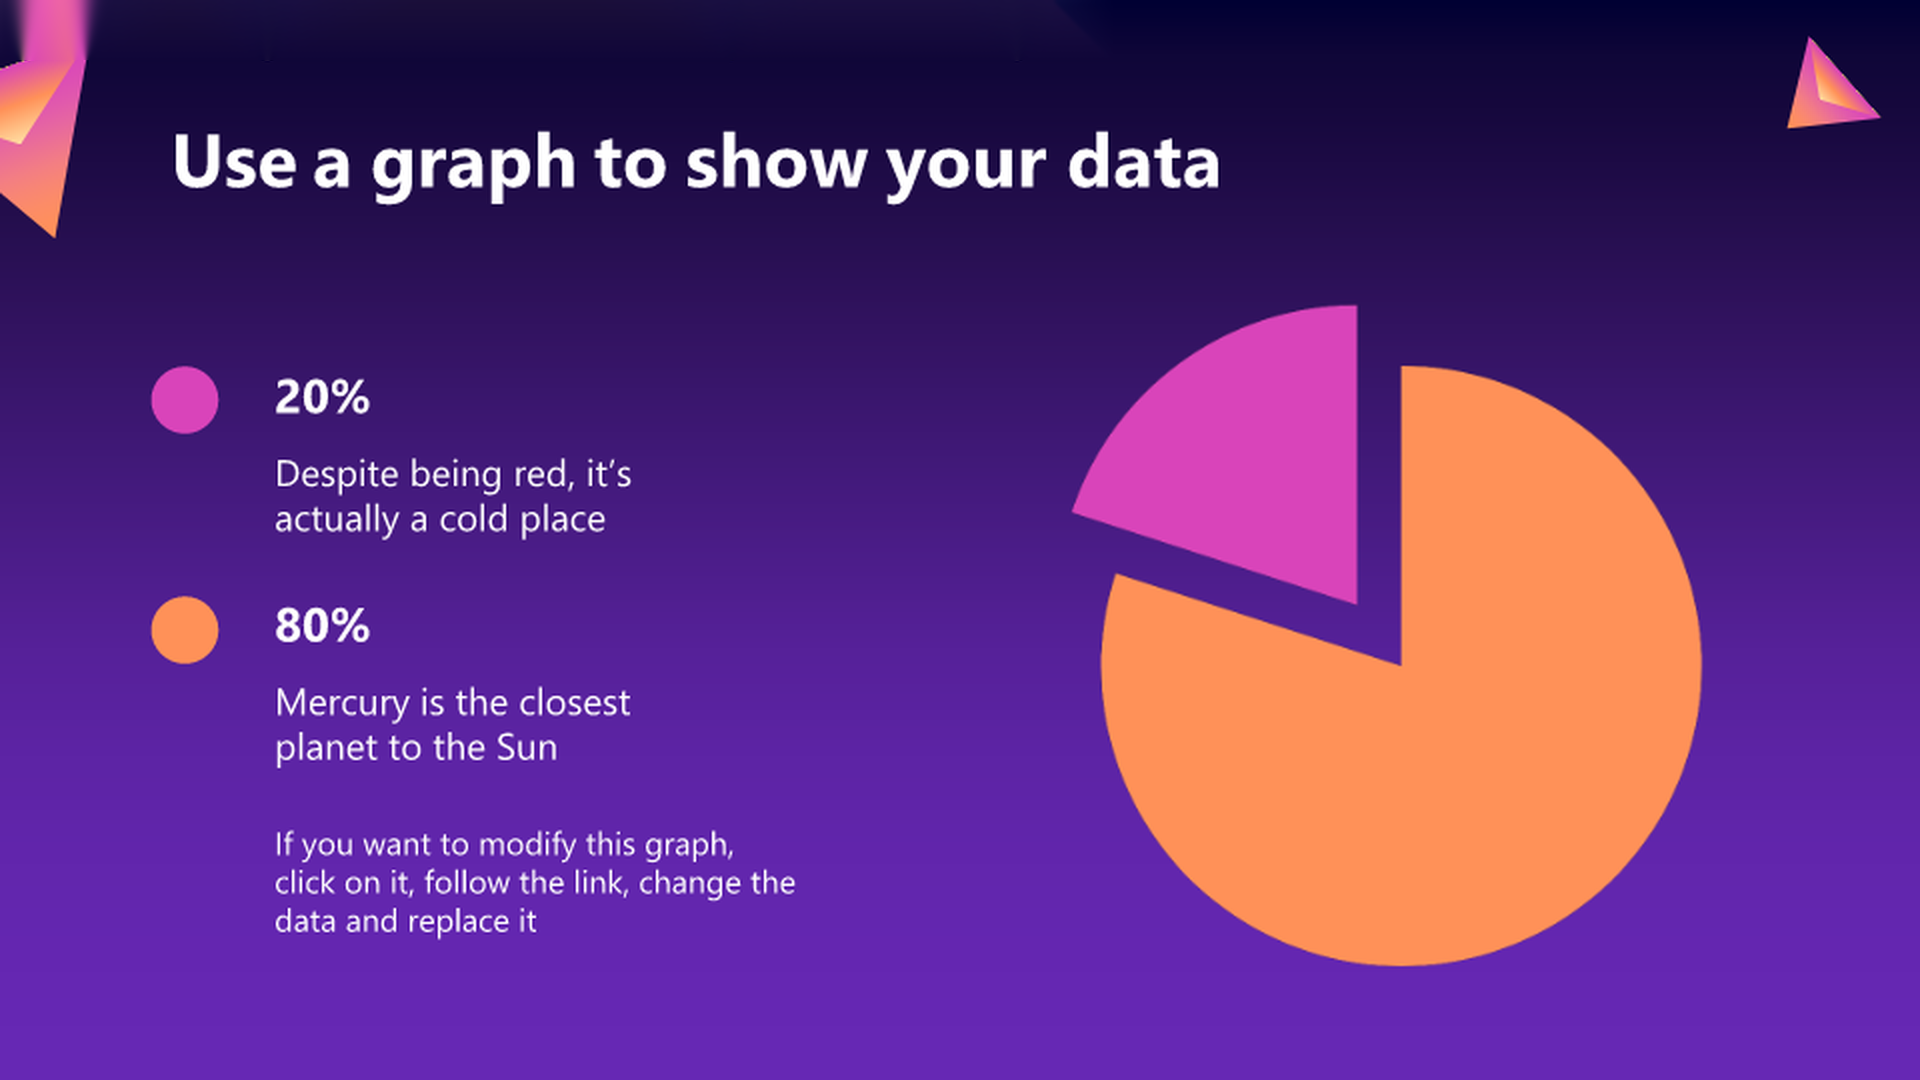 Use a graph to show your data
20%
Despite being red, it’s
actually a cold place
80%
Mercury is the closest
planet to the Sun
If you want to modify this graph,
click on it, follow the link, change the
data and replace it